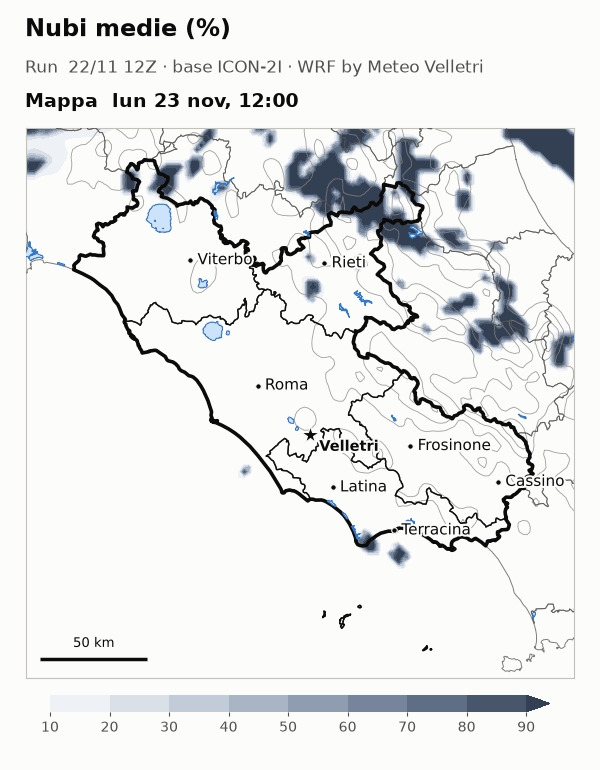 Nubi medie (%)
Run  22/11 12Z · base ICON-2I · WRF by Meteo Velletri
Mappa  lun 23 nov, 12:00
Viterbo
Rieti
Roma
Velletri
Frosinone
Latina
Cassino
Terracina
50 km
10 20 30 40 50 60 70 80 90